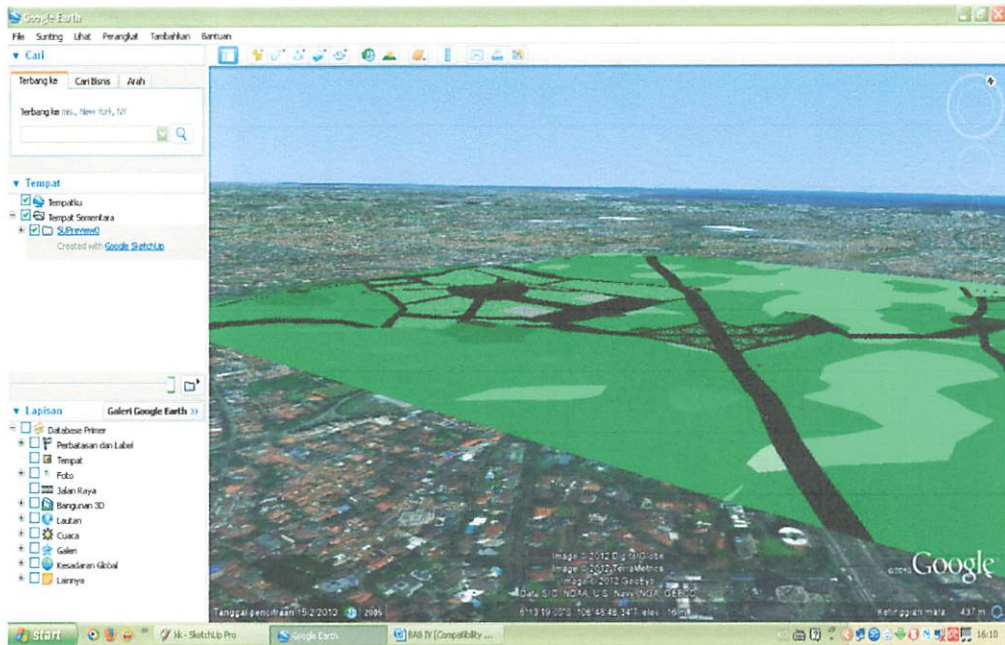 Google Earth
File Sunting Lihat Perangkat Tambahkan Bantuan
Cari
Terbang ke Cari Bisnis Arah
Terbang ke mis., New York, NY
Tempat
Tempatku
Tempat Sementara
SUPreview0
Created with Google SketchUp
Lapisan Galeri Google Earth >>
Database Primer
Perbatasan dan Label
Tempat
Foto
Jalan Raya
Bangunan 3D
Lautan
Cuaca
Galeri
Kesadaran Global
Lainnya
Image © 2012 DigitalGlobe
Image © 2012 TerraMetrics
Image © 2012 GeoEye
Data SIO, NOAA, U.S. Navy, NGA, GEBCO
Google
Tanggal pencitraan 15/2/2013 2005
Ketinggian mata 437 m
start hk - SketchUp Pro Google Earth BAB IV [Compatibility ... 16:10